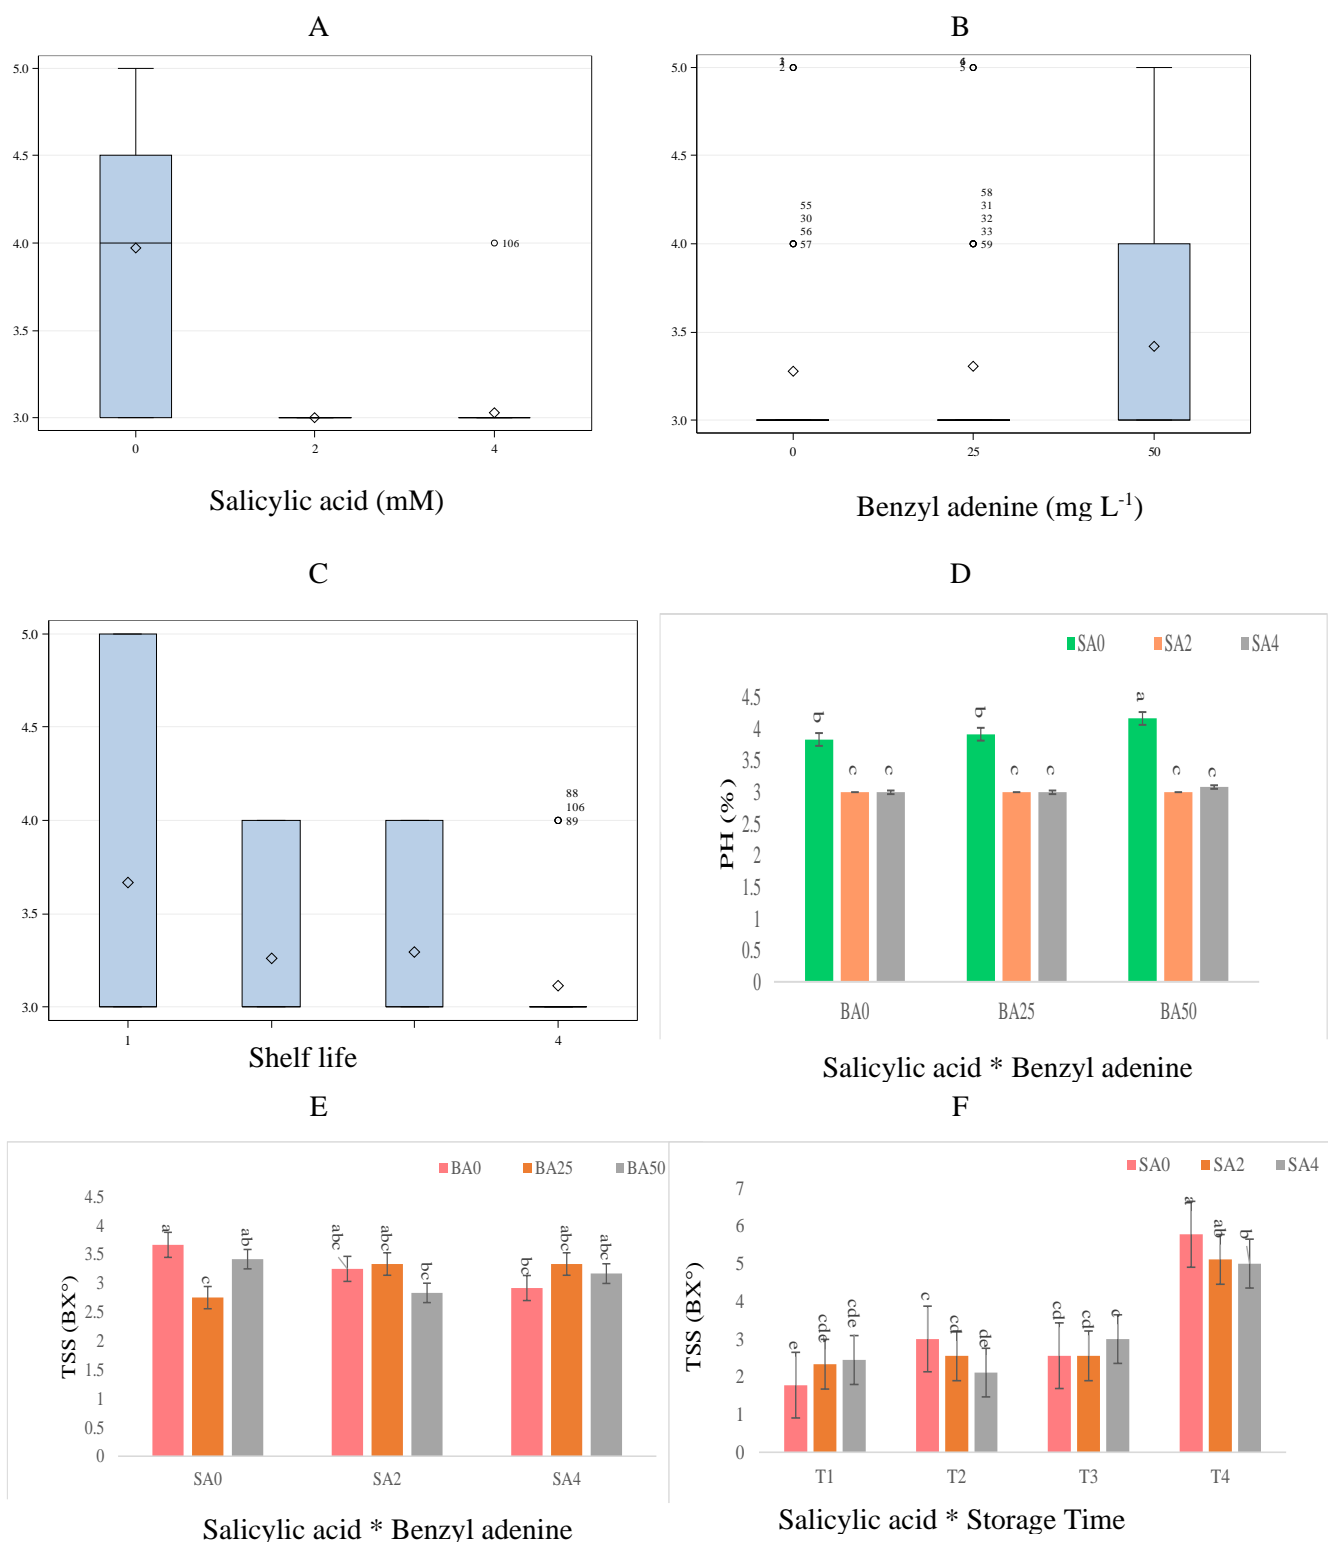 A
5.0
4.5
4.0
3.5
3.0
106
0
2
4
Salicylic acid (mM)
B
5.0
4.5
4.0
3.5
3.0
2
5
55
30
56
57
58
31
32
33
59
0
25
50
Benzyl adenine (mg L-1)
C
5.0
4.5
4.0
3.5
3.0
88
106
89
1
4
Shelf life
D
SA0 SA2 SA4
PH (%)
4.5
4
3.5
3
2.5
2
1.5
1
0.5
0
b c c
b c c
a c c
BA0 BA25 BA50
Salicylic acid * Benzyl adenine
E
BA0 BA25 BA50
TSS (BX°)
4.5
4
3.5
3
2.5
2
1.5
1
0.5
0
a c ab
abc abc bc
bc abc abc
SA0 SA2 SA4
Salicylic acid * Benzyl adenine
F
SA0 SA2 SA4
TSS (BX°)
7
6
5
4
3
2
1
0
e cde cde
c cd de
cd cd c
a ab b
T1 T2 T3 T4
Salicylic acid * Storage Time